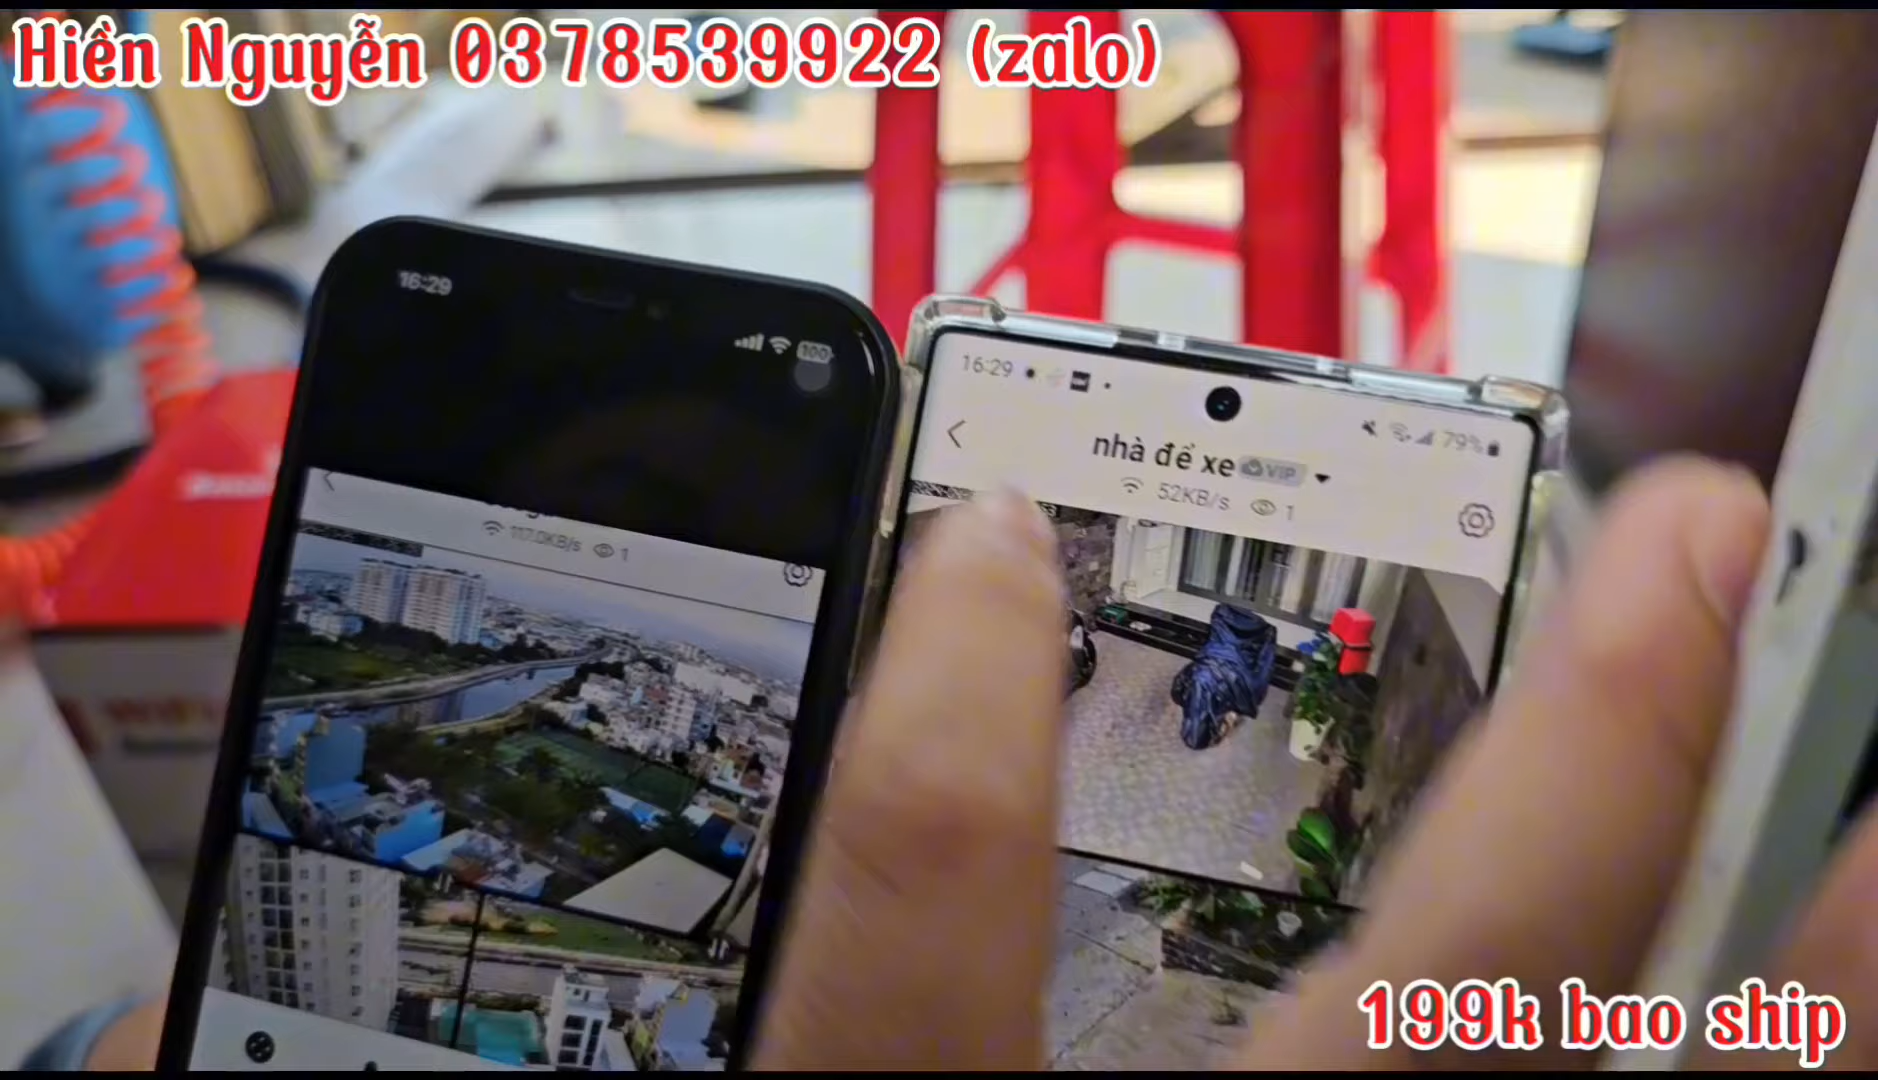 Hiền Nguyễn 0378539922 (zalo)
16:29
100
117.0KB/s 1
16:29
79%
nhà để xe VIP
52KB/s 1
199k bao ship